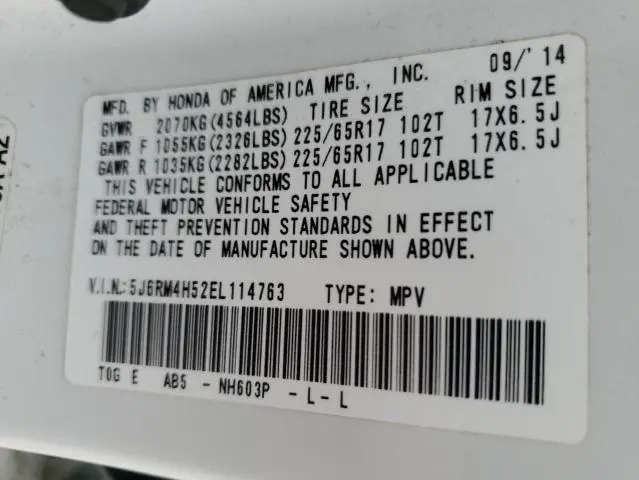 09/'14
MFD. BY HONDA OF AMERICA MFG., INC.
GVWR 2070KG(4564LBS) TIRE SIZE RIM SIZE
GAWR F 1055KG(2326LBS) 225/65R17 102T 17X6.5J
GAWR R 1035KG(2282LBS) 225/65R17 102T 17X6.5J
THIS VEHICLE CONFORMS TO ALL APPLICABLE
FEDERAL MOTOR VEHICLE SAFETY
AND THEFT PREVENTION STANDARDS IN EFFECT
ON THE DATE OF MANUFACTURE SHOWN ABOVE.
V.I.N.:5J6RM4H52EL114763 TYPE: MPV
T0G E AB5 - NH603P - L - L